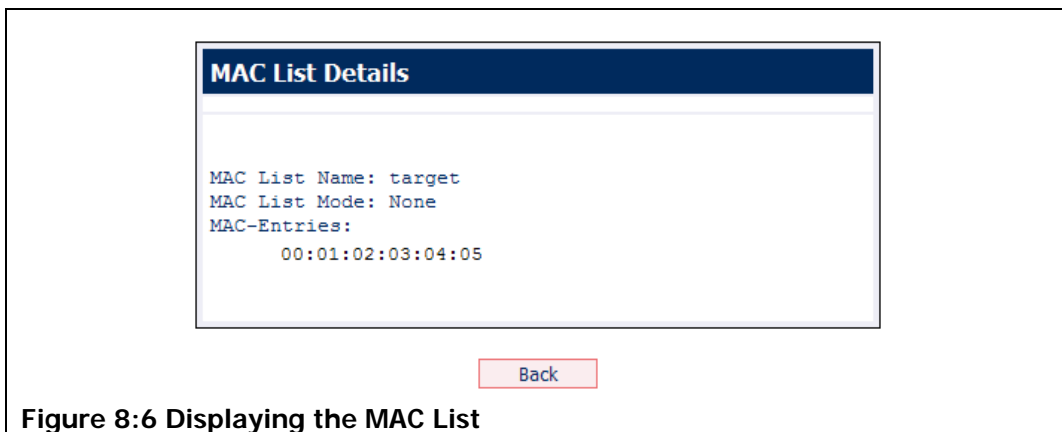 MAC List Details
MAC List Name: target
MAC List Mode: None
MAC-Entries:
00:01:02:03:04:05
Back
Figure 8:6 Displaying the MAC List